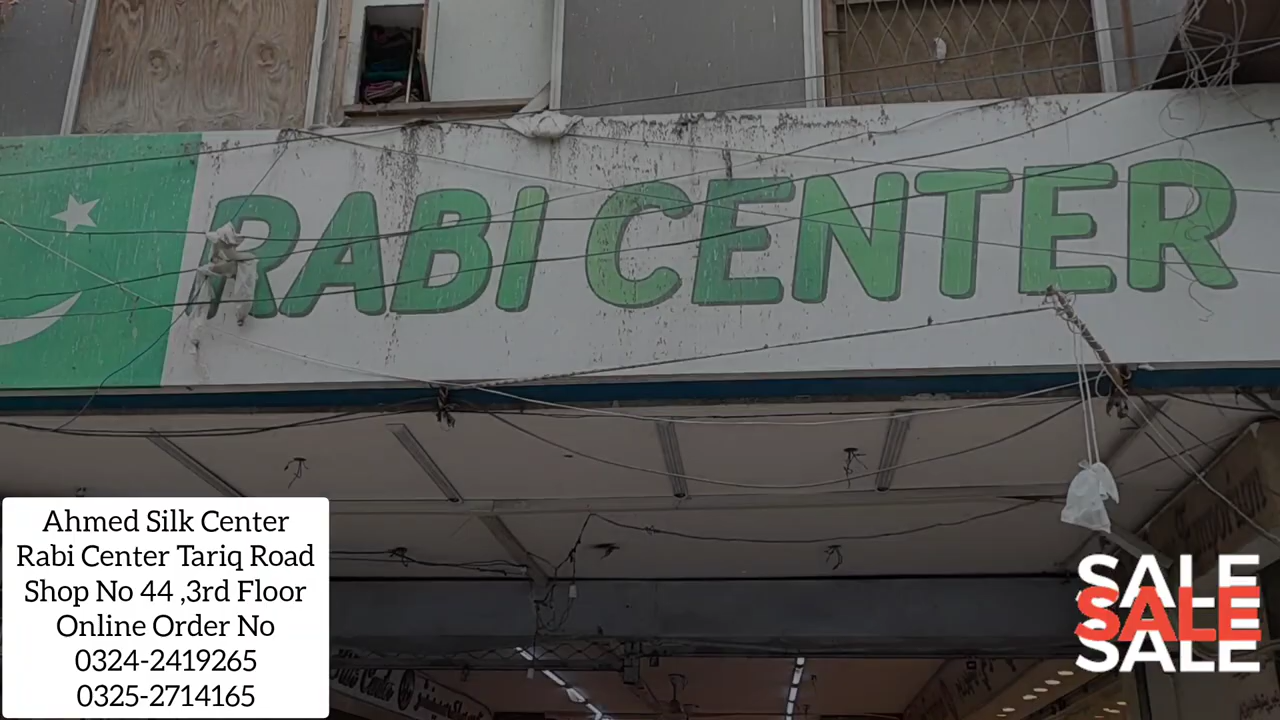 RABI CENTER
Emporium
Ahmed Silk Center
Rabi Center Tariq Road
Shop No 44 ,3rd Floor
Online Order No
0324-2419265
0325-2714165
SALE
SALE
SALE